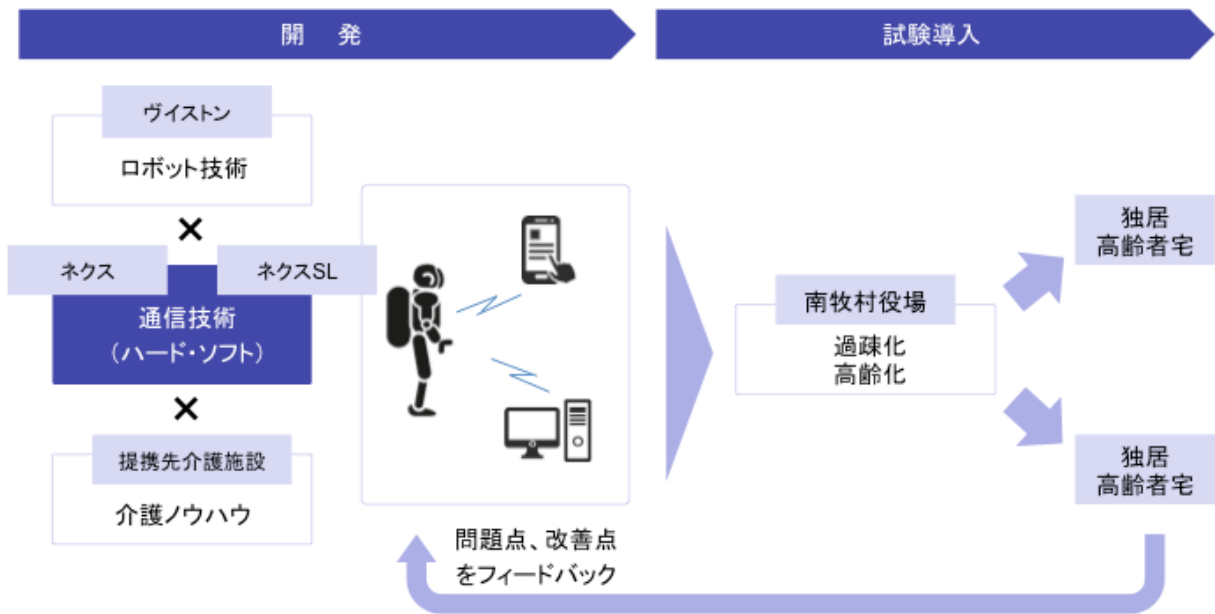 開 発
試験導入
ヴイストン
ロボット技術
×
ネクス
ネクスSL
通信技術
（ハード・ソフト）
×
提携先介護施設
介護ノウハウ
問題点、改善点
をフィードバック
南牧村役場
過疎化
高齢化
独居
高齢者宅
独居
高齢者宅